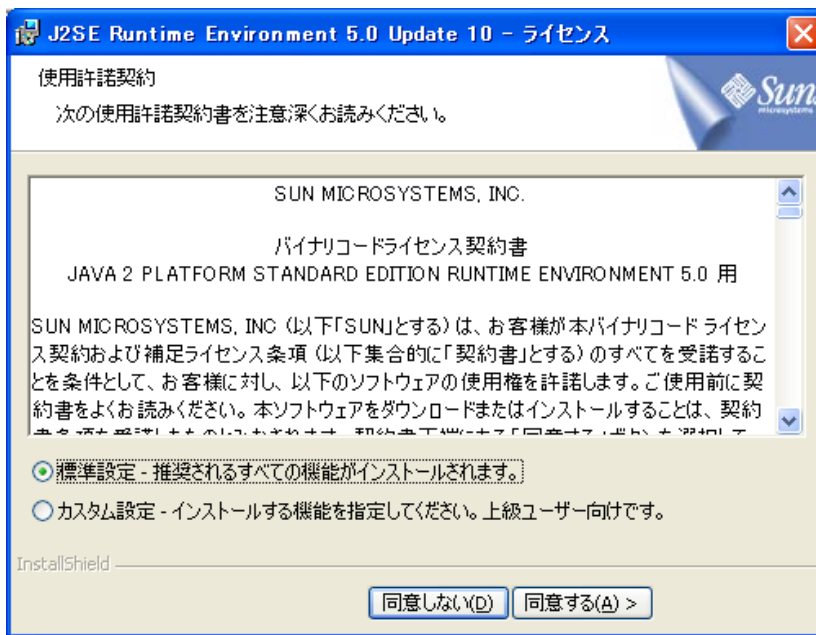 J2SE Runtime Environment 5.0 Update 10 - ライセンス
使用許諾契約
次の使用許諾契約書を注意深くお読みください。
Sun
microsystems
SUN MICROSYSTEMS, INC.
バイナリコードライセンス契約書
JAVA 2 PLATFORM STANDARD EDITION RUNTIME ENVIRONMENT 5.0 用
SUN MICROSYSTEMS, INC (以下「SUN」とする) は、お客様が本バイナリコード ライセン
ス契約および補足ライセンス条項 (以下集合的に「契約書」とする) のすべてを受諾するこ
とを条件として、お客様に対し、以下のソフトウェアの使用権を許諾します。ご使用前に契
約書をよくお読みください。本ソフトウェアをダウンロードまたはインストールすることは、契約
標準設定 - 推奨されるすべての機能がインストールされます。
カスタム設定 - インストールする機能を指定してください。上級ユーザー向けです。
InstallShield
同意しない(D)
同意する(A) >